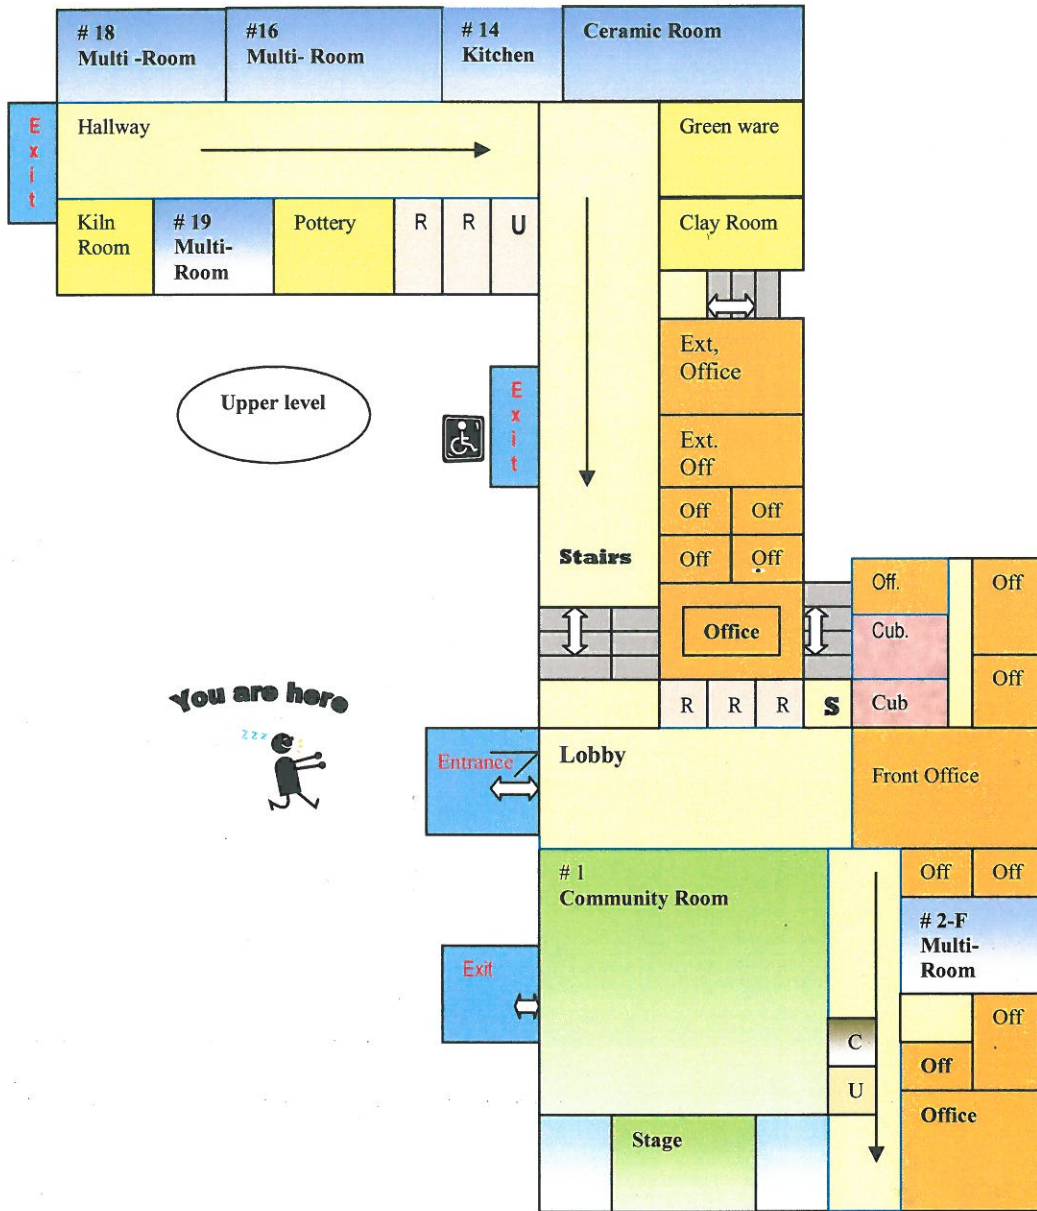 # 18
Multi -Room
#16
Multi- Room
# 14
Kitchen
Ceramic Room
Exit
Hallway
Green ware
Kiln
Room
# 19
Multi-
Room
Pottery
R
R
U
Clay Room
Ext,
Office
Upper level
Exit
Ext.
Off
Off
Off
Stairs
Off
Off
Off.
Off
Office
Cub.
Off
You are here
zzz
R
R
R
S
Cub
Entrance
Lobby
Front Office
# 1
Community Room
Off
Off
# 2-F
Multi-
Room
Exit
Off
C
Off
U
Office
Stage